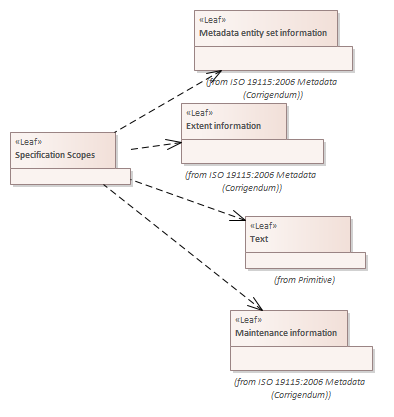 «Leaf»
Metadata entity set information
(from ISO 19115:2006 Metadata
(Corrigendum))
«Leaf»
Extent information
(from ISO 19115:2006 Metadata
(Corrigendum))
«Leaf»
Specification Scopes
«Leaf»
Text
(from Primitive)
«Leaf»
Maintenance information
(from ISO 19115:2006 Metadata
(Corrigendum))